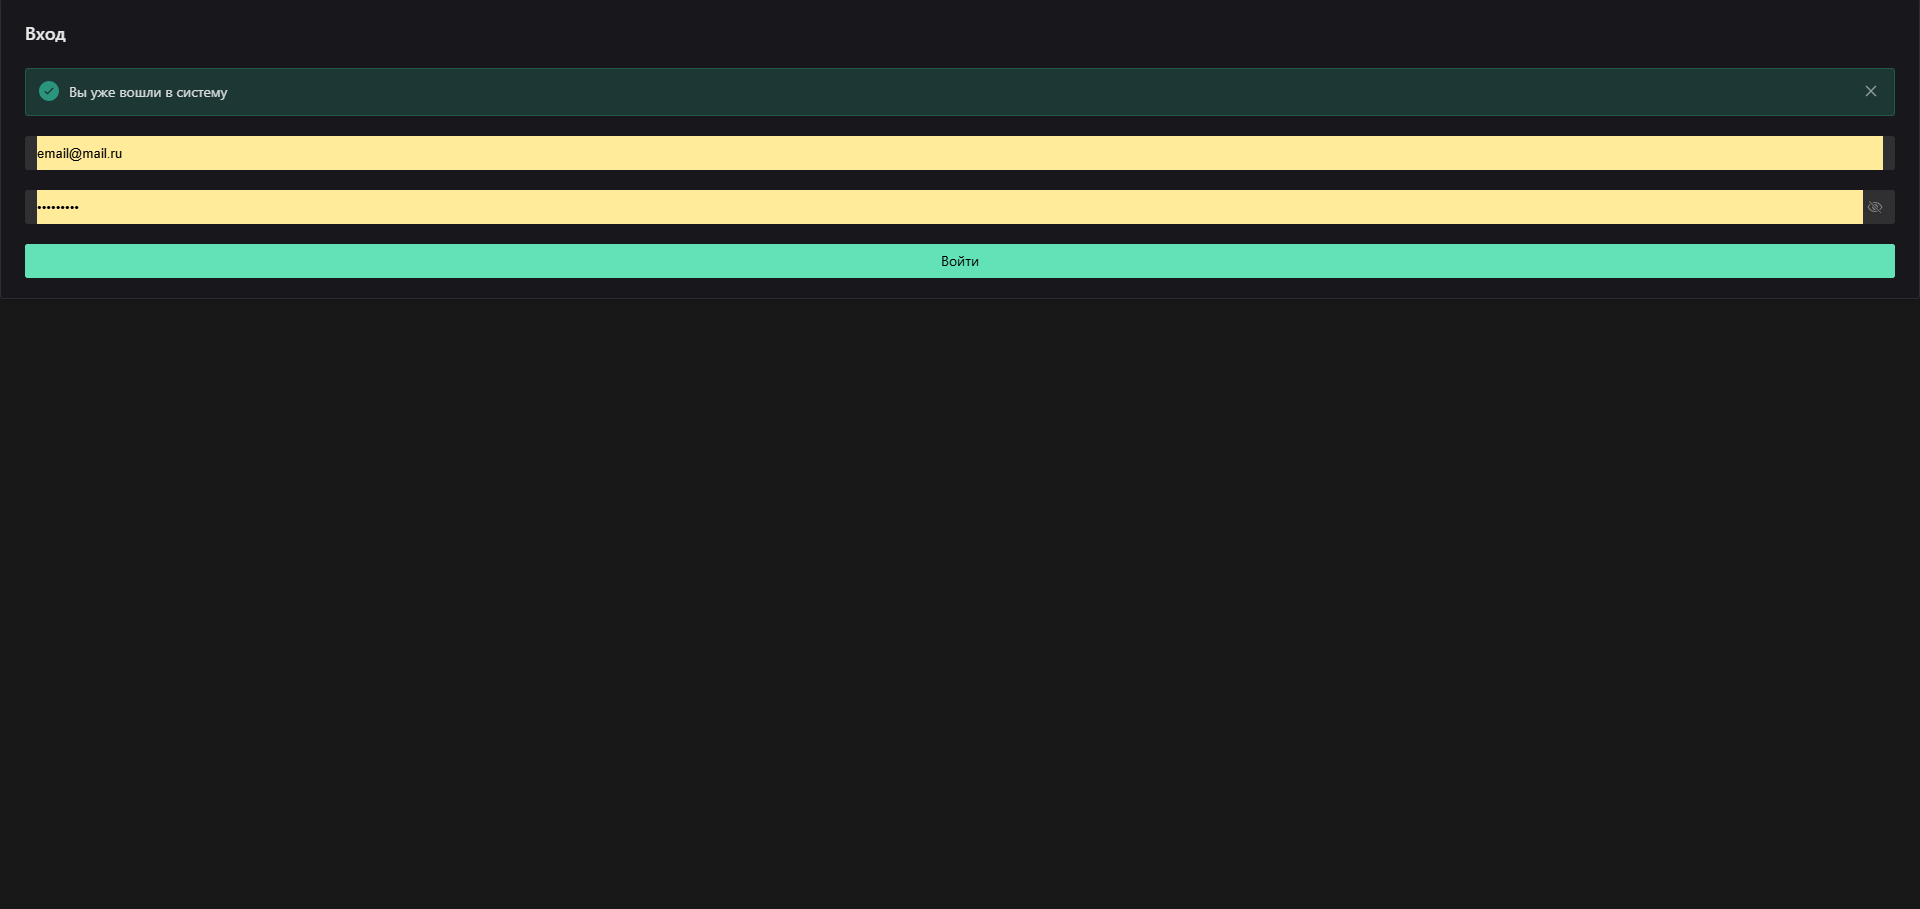 Вход
Вы уже вошли в систему
email@mail.ru
•••••••••
Войти